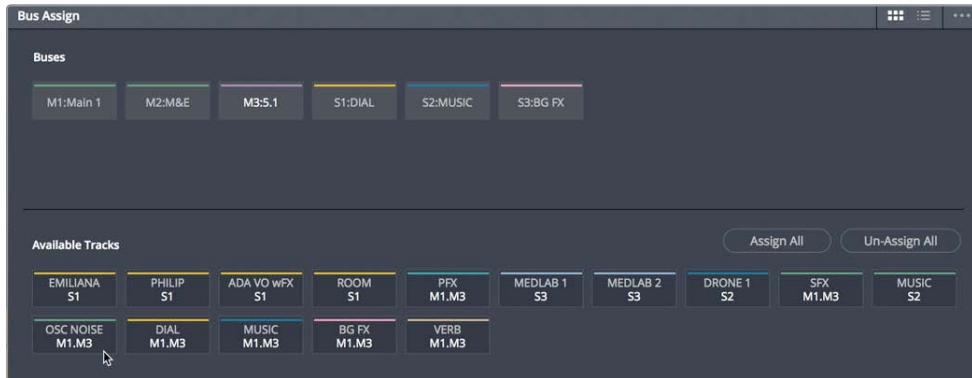 Bus Assign
Buses
M1:Main 1 M2:M&E M3:5.1 S1:DIAL S2:MUSIC S3:BG FX
Available Tracks Assign All Un-Assign All
EMILIANA PHILIP ADA VO wFX ROOM PFX MEDLAB 1 MEDLAB 2 DRONE 1 SFX MUSIC
S1 S1 S1 S1 M1.M3 S3 S3 S2 M1.M3 S2
OSC NOISE DIAL MUSIC BG FX VERB
M1.M3 M1.M3 M1.M3 M1.M3 M1.M3